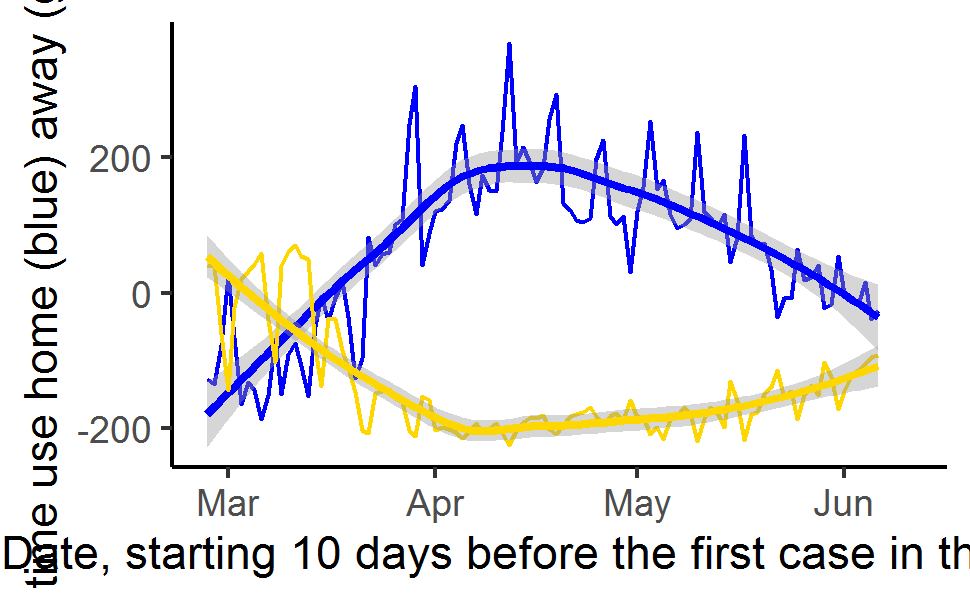 time use home (blue) away (
200
0
-200
Mar Apr May Jun
Date, starting 10 days before the first case in th